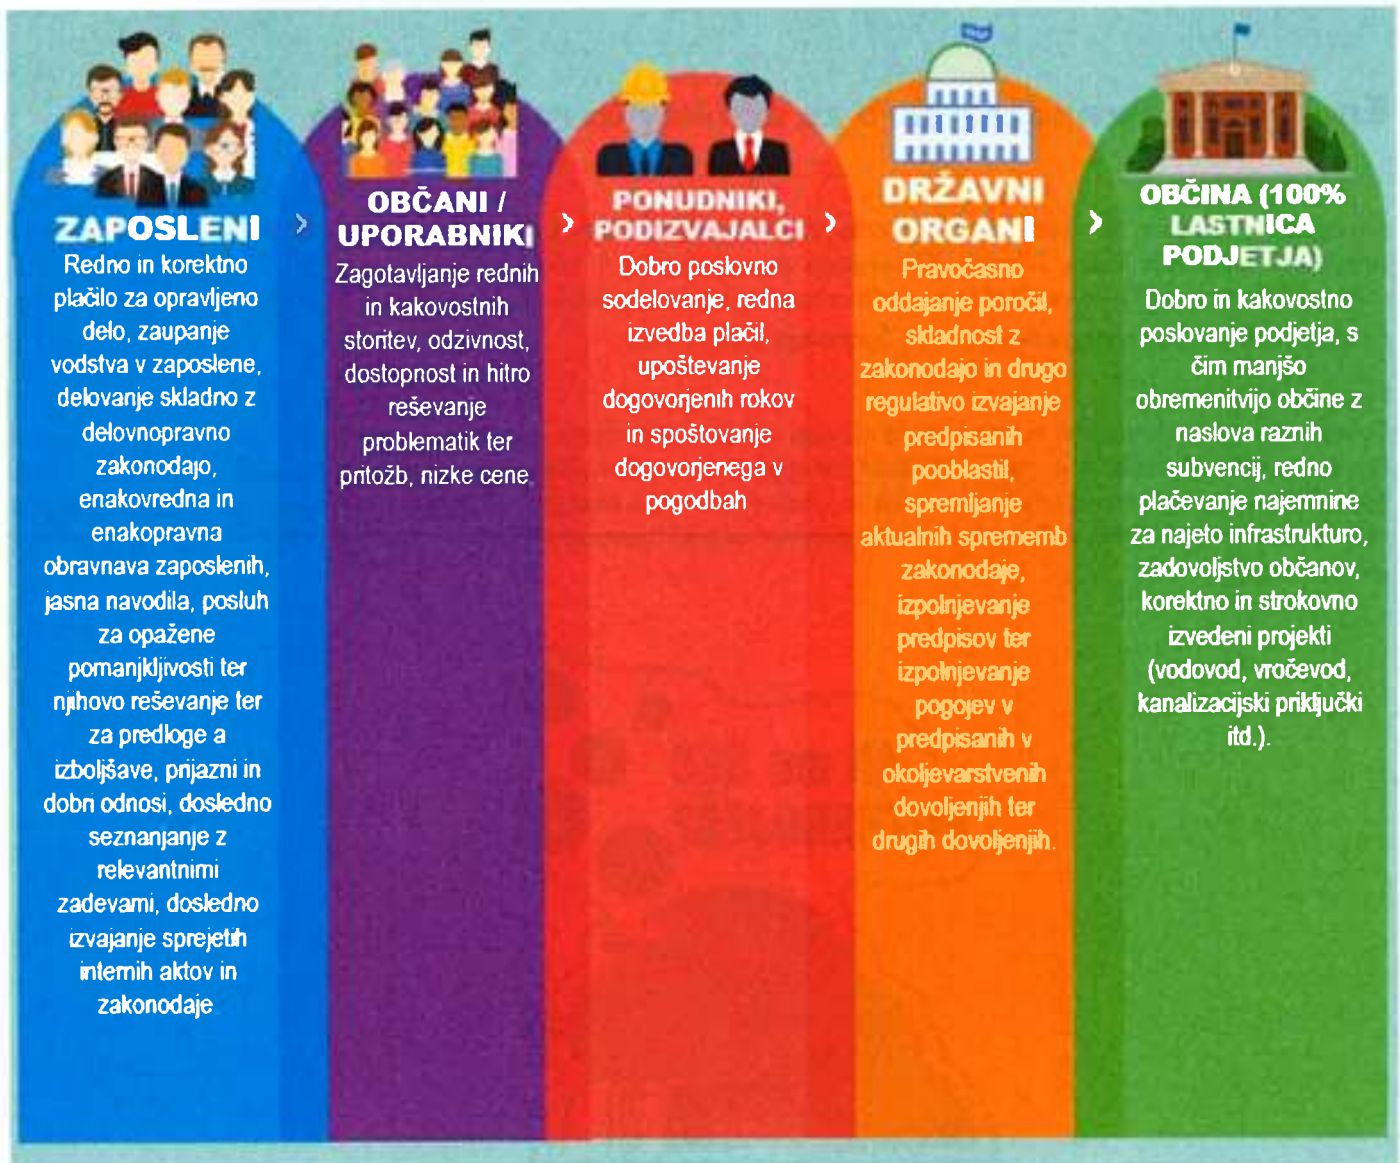 ZAPOSLENI
Redno in korektno
plačilo za opravljeno
delo, zaupanje
vodstva v zaposlene,
delovanje skladno z
delovnopravno
zakonodajo,
enakovredna in
enakopravna
obravnava zaposlenih,
jasna navodila, posluh
za opažene
pomanjkljivosti ter
njihovo reševanje ter
za predloge a
izboljšave, prijazni in
dobri odnosi, dosledno
seznanjanje z
relevantnimi
zadevami, dosledno
izvajanje sprejetih
internih aktov in
zakonodaje
›
OBČANI /
UPORABNIKI
Zagotavljanje rednih
in kakovostnih
storitev, odzivnost,
dostopnost in hitro
reševanje
problematik ter
pritožb, nizke cene.
›
PONUDNIKI,
PODIZVAJALCI
Dobro poslovno
sodelovanje, redna
izvedba plačil,
upoštevanje
dogovorjenih rokov
in spoštovanje
dogovorjenega v
pogodbah
›
DRŽAVNI
ORGANI
Pravočasno
oddajanje poročil,
skladnost z
zakonodajo in drugo
regulativo izvajanje
predpisanih
pooblastil,
spremljanje
aktualnih sprememb
zakonodaje,
izpolnjevanje
predpisov ter
izpolnjevanje
pogojev v
predpisanih v
okoljevarstvenih
dovoljenjih ter
drugih dovoljenjih.
›
OBČINA (100%
LASTNICA
PODJETJA)
Dobro in kakovostno
poslovanje podjetja, s
čim manjšo
obremenitvijo občine z
naslova raznih
subvencij, redno
plačevanje najemnine
za najeto infrastrukturo,
zadovoljstvo občanov,
korektno in strokovno
izvedeni projekti
(vodovod, vročevod,
kanalizacijski priključki
itd.).